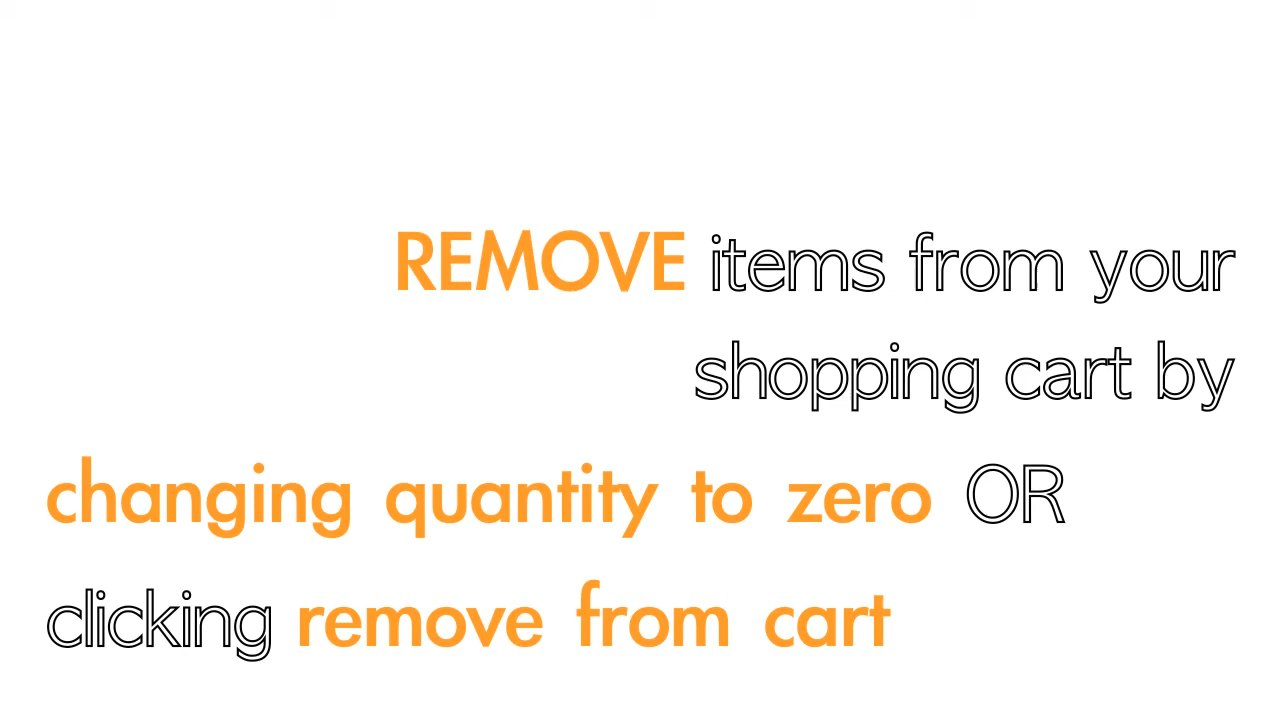 REMOVE items from your
shopping cart by
changing quantity to zero OR
clicking remove from cart